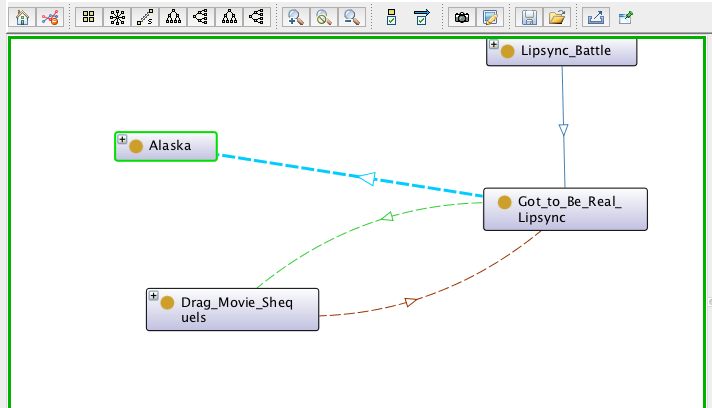 Lipsync_Battle
Alaska
Got_to_Be_Real_
Lipsync
Drag_Movie_Sheq
uels